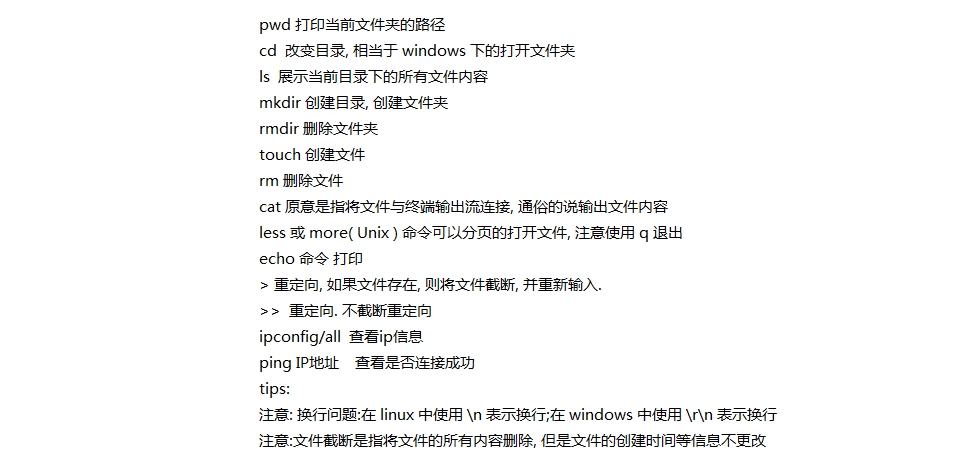 pwd 打印当前文件夹的路径
cd  改变目录, 相当于 windows 下的打开文件夹
ls  展示当前目录下的所有文件内容
mkdir 创建目录, 创建文件夹
rmdir 删除文件夹
touch 创建文件
rm 删除文件
cat 原意是指将文件与终端输出流连接, 通俗的说输出文件内容
less 或 more( Unix ) 命令可以分页的打开文件, 注意使用 q 退出
echo 命令 打印
> 重定向, 如果文件存在, 则将文件截断, 并重新输入.
>>  重定向. 不截断重定向
ipconfig/all  查看ip信息
ping IP地址    查看是否连接成功
tips:
注意: 换行问题:在 linux 中使用 \n 表示换行;在 windows 中使用 \r\n 表示换行
注意:文件截断是指将文件的所有内容删除, 但是文件的创建时间等信息不更改